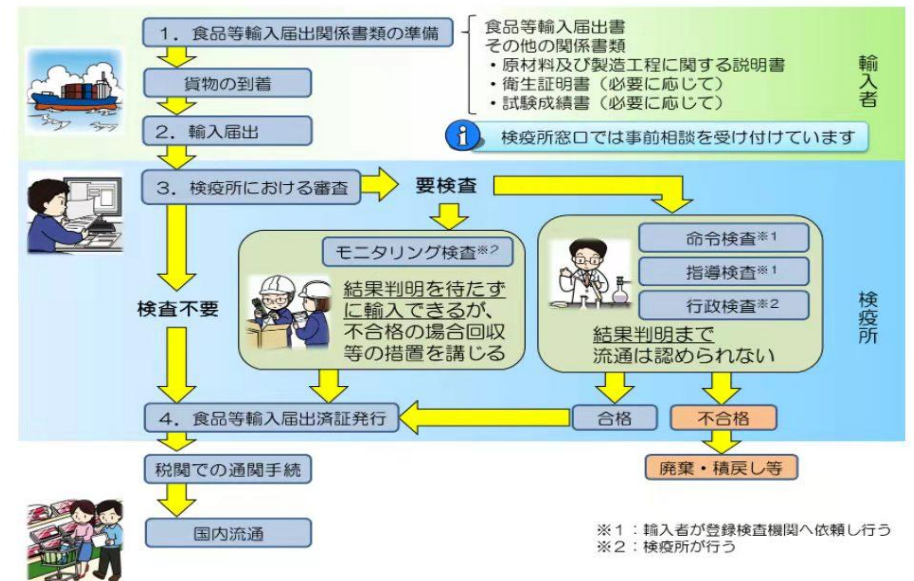 1．食品等輸入届出関係書類の準備
食品等輸入届出書
その他の関係書類
・原材料及び製造工程に関する説明書
・衛生証明書（必要に応じて）
・試験成績書（必要に応じて）
輸入者
貨物の到着
2．輸入届出
i 検疫所窓口では事前相談を受け付けています
3．検疫所における審査
要検査
検疫所
モニタリング検査※2
結果判明を待たず
に輸入できるが、
不合格の場合回収
等の措置を講じる
命令検査※1
指導検査※1
行政検査※2
結果判明まで
流通は認められない
検査不要
4．食品等輸入届出済証発行
合格
不合格
税関での通関手続
廃棄・積戻し等
国内流通
※1：輸入者が登録検査機関へ依頼し行う
※2：検疫所が行う